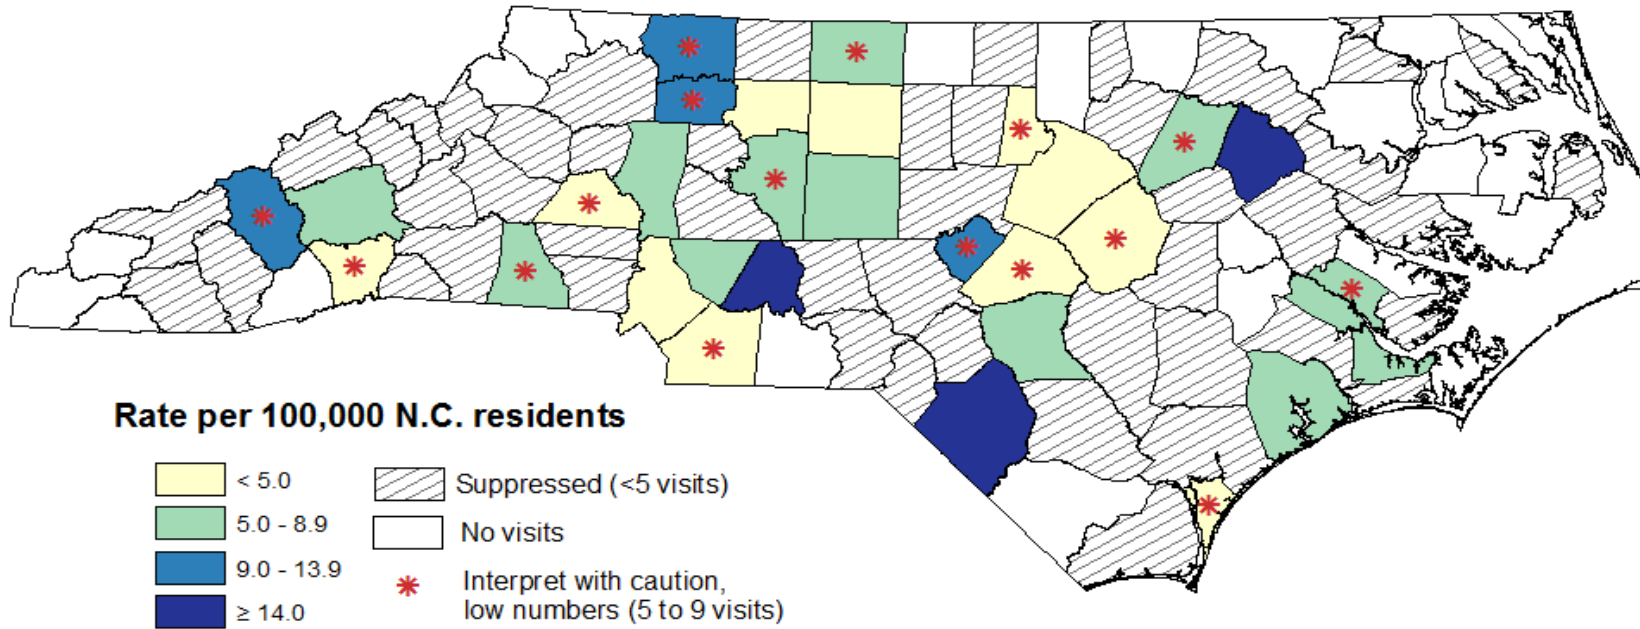 Rate per 100,000 N.C. residents
< 5.0
5.0 - 8.9
9.0 - 13.9
≥ 14.0
Suppressed (<5 visits)
No visits
Interpret with caution,
low numbers (5 to 9 visits)